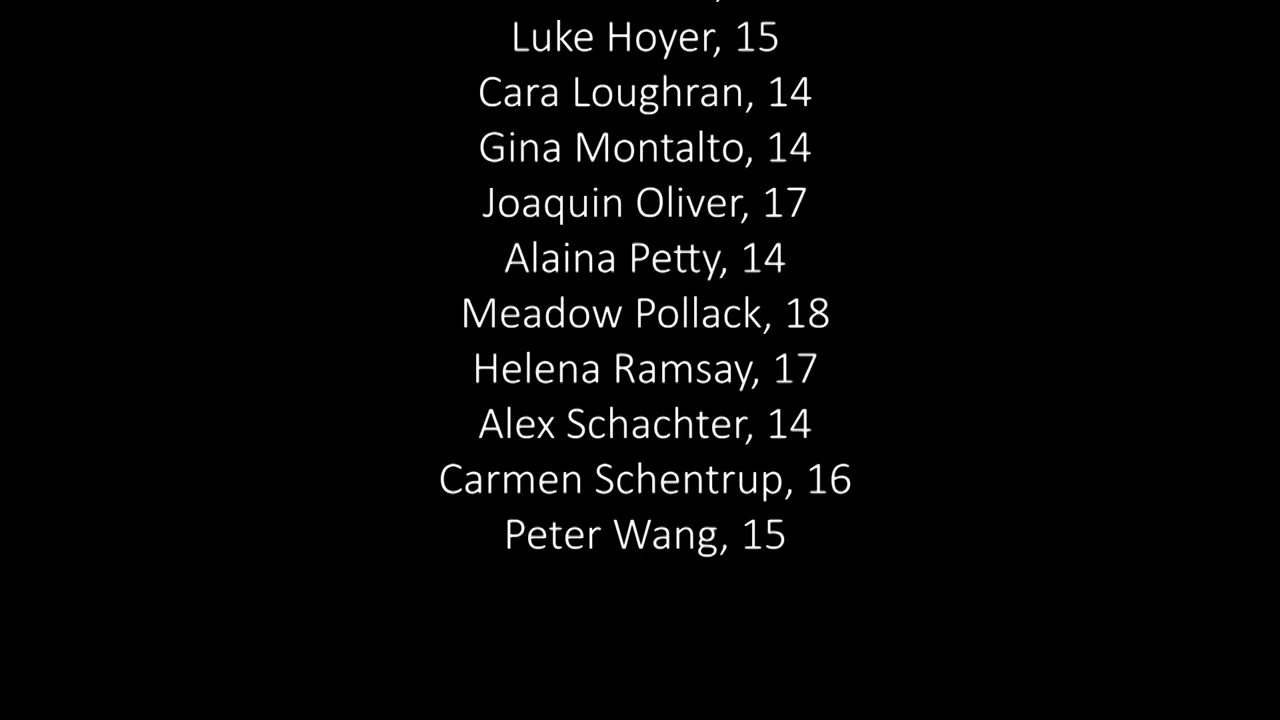 Luke Hoyer, 15
Cara Loughran, 14
Gina Montalto, 14
Joaquin Oliver, 17
Alaina Petty, 14
Meadow Pollack, 18
Helena Ramsay, 17
Alex Schachter, 14
Carmen Schentrup, 16
Peter Wang, 15